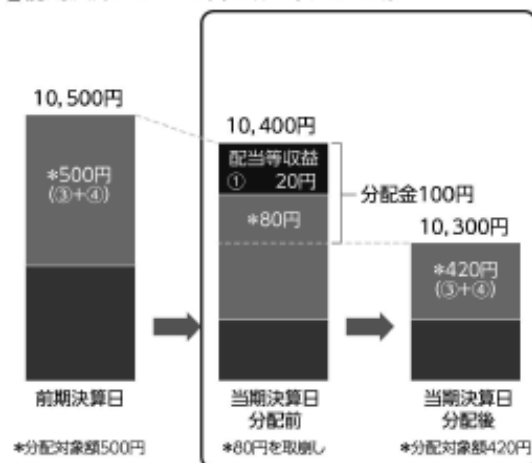 10,500円
*500円
(③+④)
前期決算日
*分配対象額500円
10,400円
配当等収益
① 20円
*80円
分配金100円
当期決算日
分配前
*80円を取崩し
10,300円
*420円
(③+④)
当期決算日
分配後
*分配対象額420円